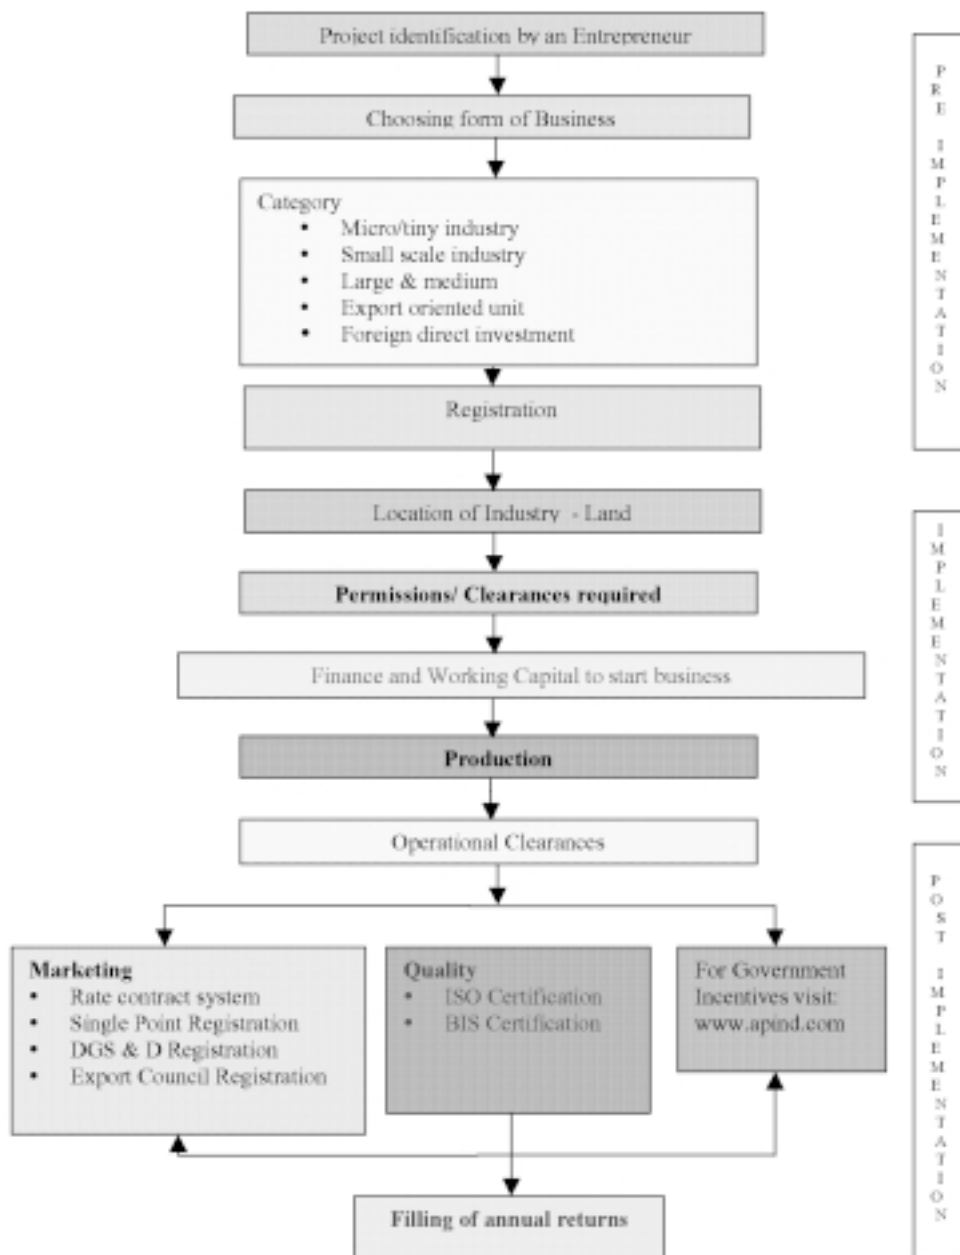 Project identification by an Entrepreneur
Choosing form of Business
Category
• Micro/tiny industry
• Small scale industry
• Large & medium
• Export oriented unit
• Foreign direct investment
Registration
PRE IMPLEMENTATION
Location of Industry - Land
Permissions/ Clearances required
Finance and Working Capital to start business
Production
IMPLEMENTATION
Operational Clearances
Marketing
• Rate contract system
• Single Point Registration
• DGS & D Registration
• Export Council Registration
Quality
• ISO Certification
• BIS Certification
For Government
Incentives visit:
www.apind.com
Filling of annual returns
POST IMPLEMENTATION